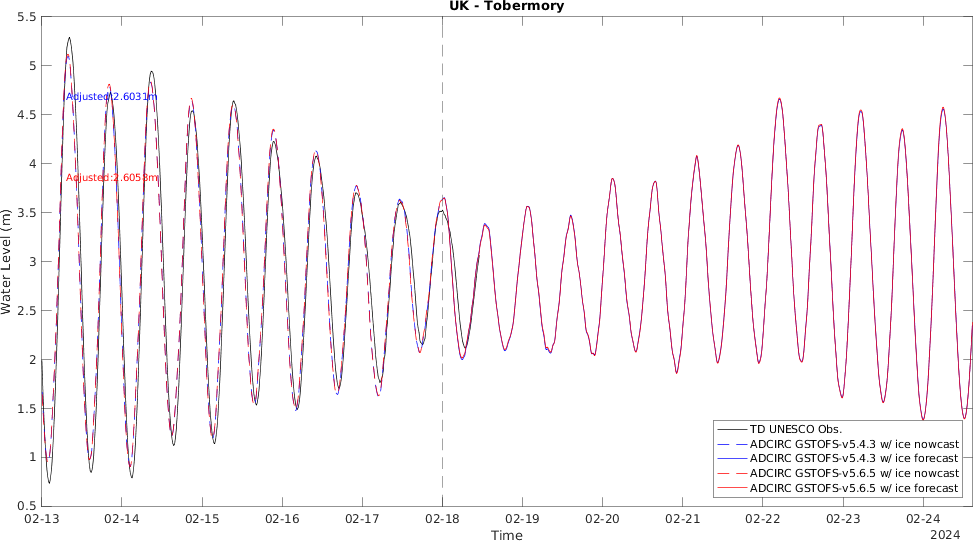 UK - Tobermory
5.5
5
4.5
4
3.5
3
2.5
2
1.5
1
0.5
Water Level (m)
Adjusted:2.6031m
Adjusted:2.6058m
TD UNESCO Obs.
ADCIRC GSTOFS-v5.4.3 w/ ice nowcast
ADCIRC GSTOFS-v5.4.3 w/ ice forecast
ADCIRC GSTOFS-v5.6.5 w/ ice nowcast
ADCIRC GSTOFS-v5.6.5 w/ ice forecast
02-13 02-14 02-15 02-16 02-17 02-18 02-19 02-20 02-21 02-22 02-23 02-24
Time
2024